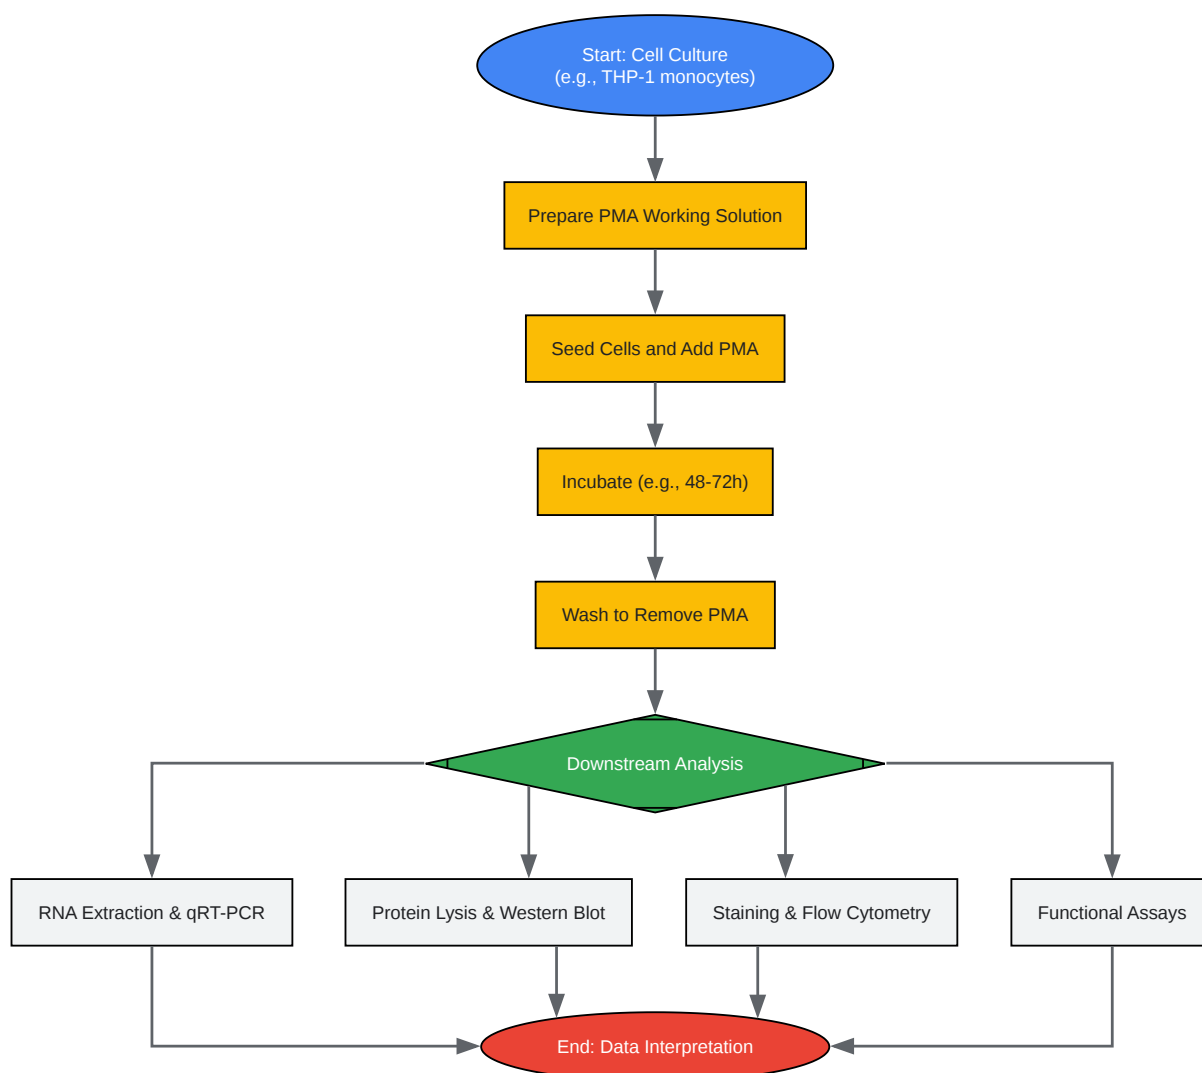 Start: Cell Culture
(e.g., THP-1 monocytes)
Prepare PMA Working Solution
Seed Cells and Add PMA
Incubate (e.g., 48-72h)
Wash to Remove PMA
Downstream Analysis
RNA Extraction & qRT-PCR
Protein Lysis & Western Blot
Staining & Flow Cytometry
Functional Assays
End: Data Interpretation